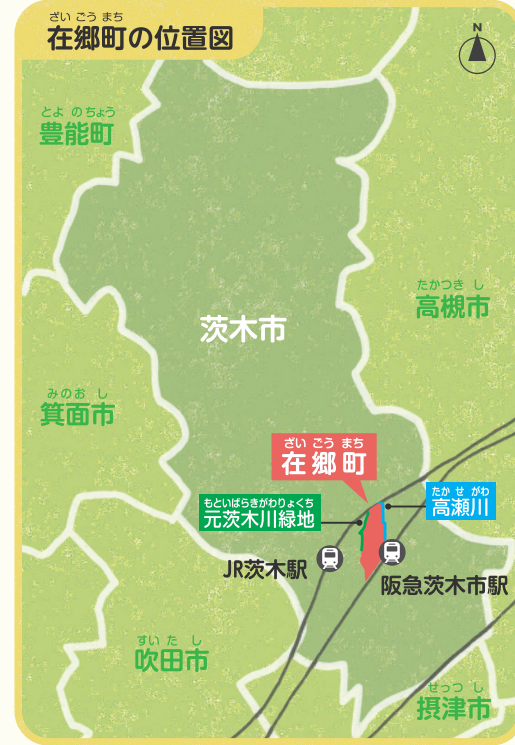 ざい ごう まち
在郷町の位置図
N
とよ のちょう
豊能町
たかつき し
高槻市
茨木市
みのお し
箕面市
ざい ごう まち
在郷町
もといばらきがわりょくち
元茨木川緑地
たか せ がわ
高瀬川
JR茨木駅
阪急茨木市駅
すい た し
吹田市
せっつ し
摂津市